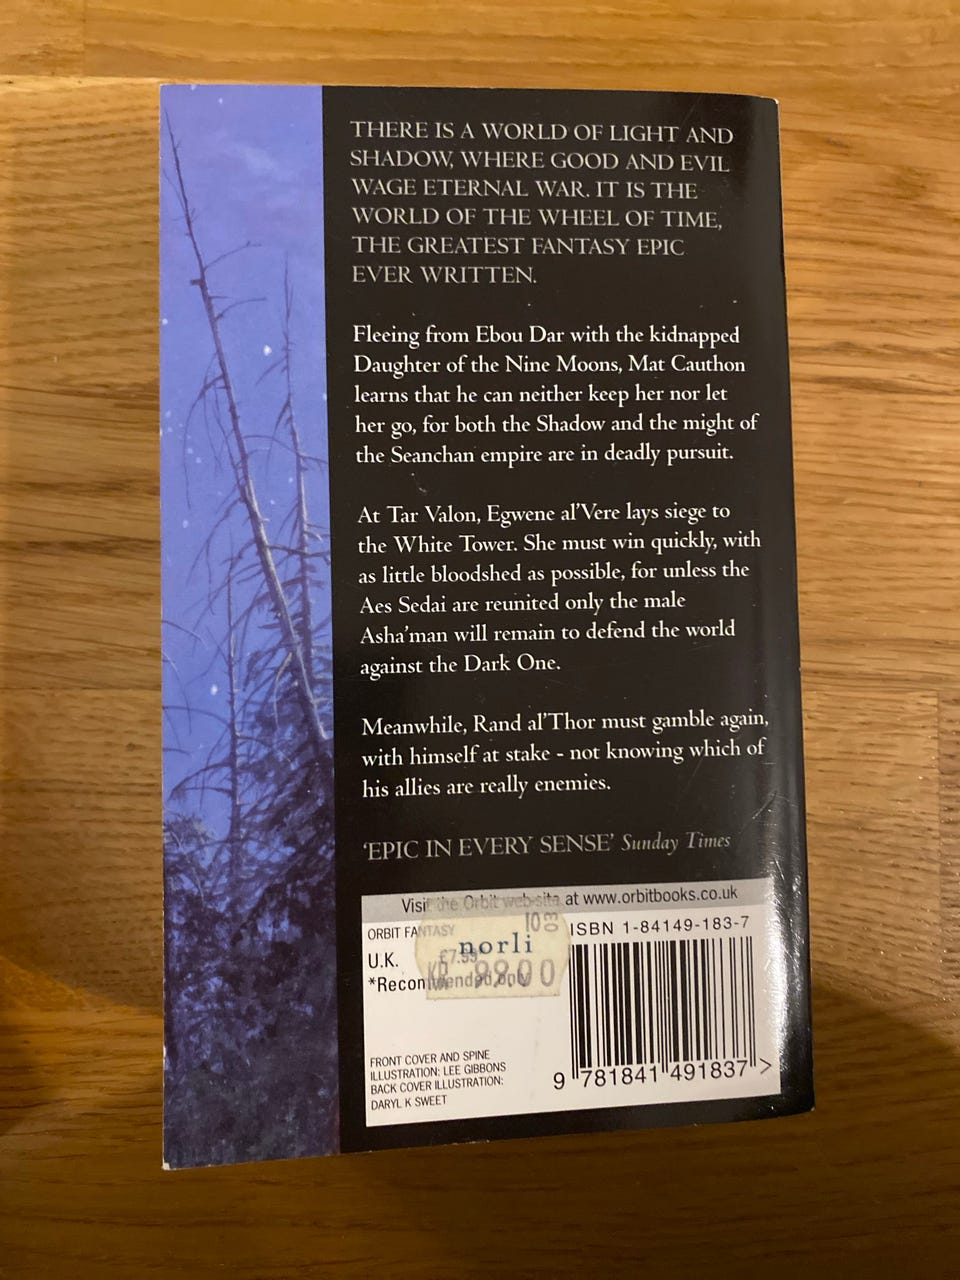 THERE IS A WORLD OF LIGHT AND
SHADOW, WHERE GOOD AND EVIL
WAGE ETERNAL WAR. IT IS THE
WORLD OF THE WHEEL OF TIME,
THE GREATEST FANTASY EPIC
EVER WRITTEN.
Fleeing from Ebou Dar with the kidnapped
Daughter of the Nine Moons, Mat Cauthon
learns that he can neither keep her nor let
her go, for both the Shadow and the might of
the Seanchan empire are in deadly pursuit.
At Tar Valon, Egwene al'Vere lays siege to
the White Tower. She must win quickly, with
as little bloodshed as possible, for unless the
Aes Sedai are reunited only the male
Asha'man will remain to defend the world
against the Dark One.
Meanwhile, Rand al'Thor must gamble again,
with himself at stake - not knowing which of
his allies are really enemies.
'EPIC IN EVERY SENSE' Sunday Times
Visit the Orbit web-site at www.orbitbooks.co.uk
ORBIT FANTASY
ISBN 1-84149-183-7
norli
U.K. £7.99
*Recommended only
FRONT COVER AND SPINE
ILLUSTRATION: LEE GIBBONS
BACK COVER ILLUSTRATION:
DARYL K SWEET
9 781841 491837 >